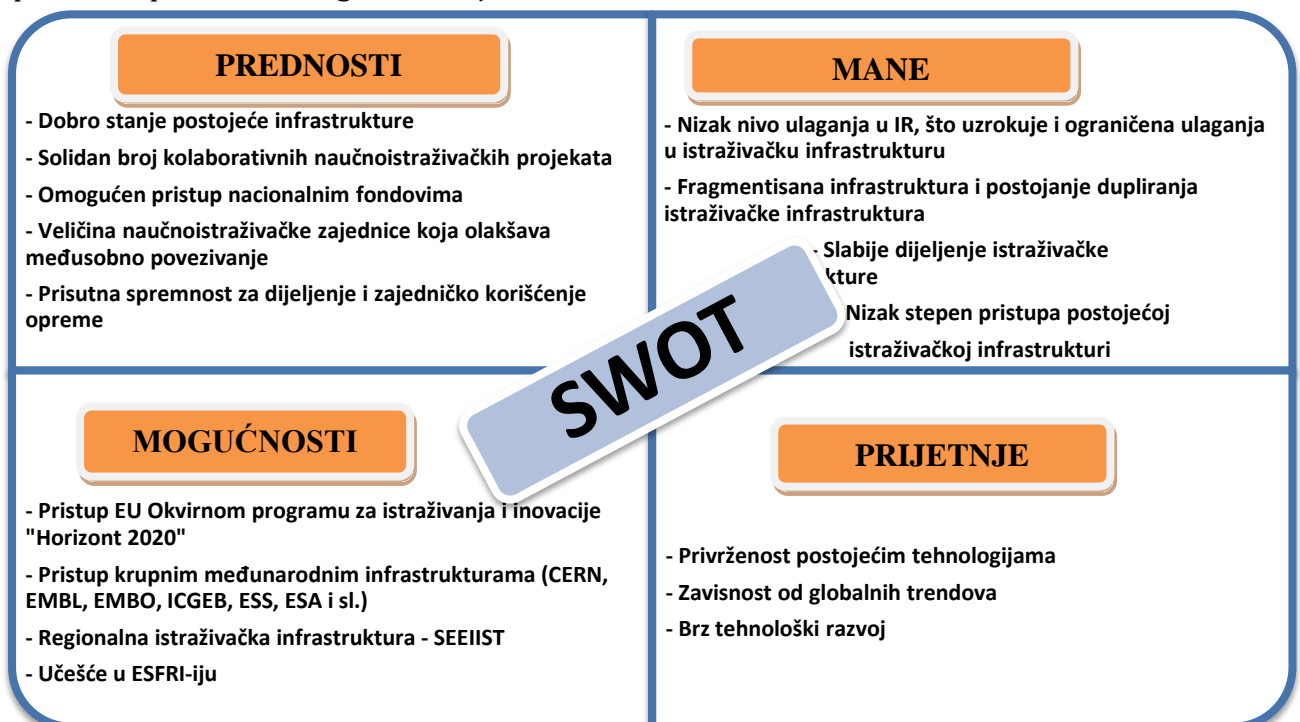 PREDNOSTI
- Dobro stanje postojeće infrastrukture
- Solidan broj kolaborativnih naučnoistraživačkih projekata
- Omogućen pristup nacionalnim fondovima
- Veličina naučnoistraživačke zajednice koja olakšava
međusobno povezivanje
- Prisutna spremnost za dijeljenje i zajedničko korišćenje
opreme
MANE
- Nizak nivo ulaganja u IR, što uzrokuje i ograničena ulaganja
u istraživačku infrastrukturu
- Fragmentisana infrastruktura i postojanje dupliranja
istraživačke infrastruktura
- Slabije dijeljenje istraživačke
kture
Nizak stepen pristupa postojećoj
istraživačkoj infrastrukturi
SWOT
MOGUĆNOSTI
- Pristup EU Okvirnom programu za istraživanja i inovacije
"Horizont 2020"
- Pristup krupnim međunarodnim infrastrukturama (CERN,
EMBL, EMBO, ICGEB, ESS, ESA i sl.)
- Regionalna istraživačka infrastruktura - SEEIIST
- Učešće u ESFRI-iju
PRIJETNJE
- Privrženost postojećim tehnologijama
- Zavisnost od globalnih trendova
- Brz tehnološki razvoj